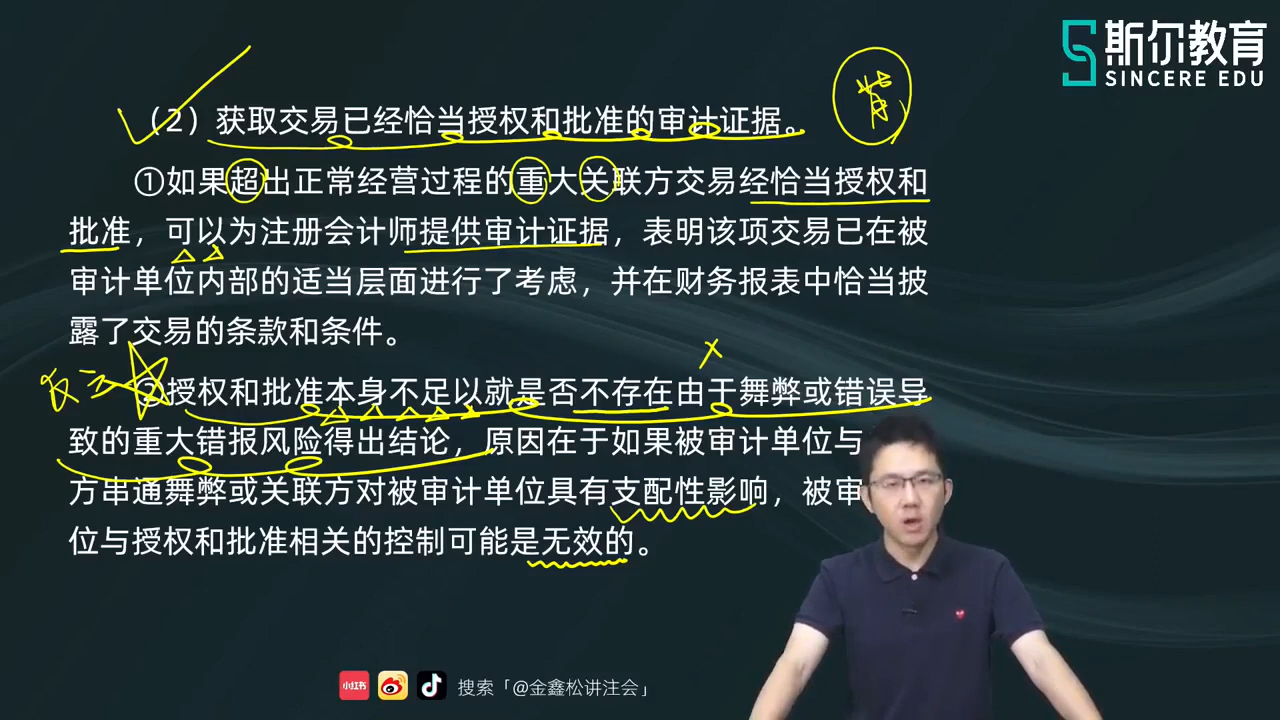 斯尔教育
SINCERE EDU
背
(2)获取交易已经恰当授权和批准的审计证据。
①如果超出正常经营过程的重大关联方交易经恰当授权和
批准,可以为注册会计师提供审计证据,表明该项交易已在被
审计单位内部的适当层面进行了考虑,并在财务报表中恰当披
露了交易的条款和条件。
②授权和批准本身不足以就是否不存在由于舞弊或错误导
致的重大错报风险得出结论,原因在于如果被审计单位与
方串通舞弊或关联方对被审计单位具有支配性影响,被审
位与授权和批准相关的控制可能是无效的。
小红书
搜索「@金鑫松讲注会」